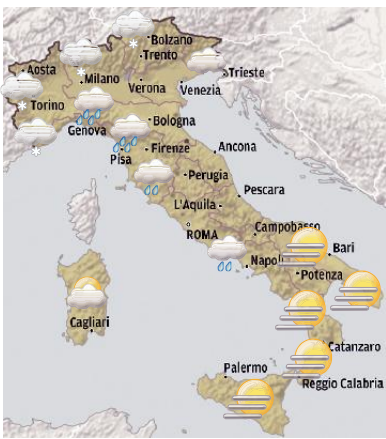 Bolzano
Trento
Aosta
Milano
Trieste
Verona
Venezia
Torino
Genova
Bologna
Pisa
Firenze
Ancona
Perugia
Pescara
L'Aquila
ROMA
Campobasso
Bari
Napoli
Potenza
Cagliari
Catanzaro
Palermo
Reggio Calabria